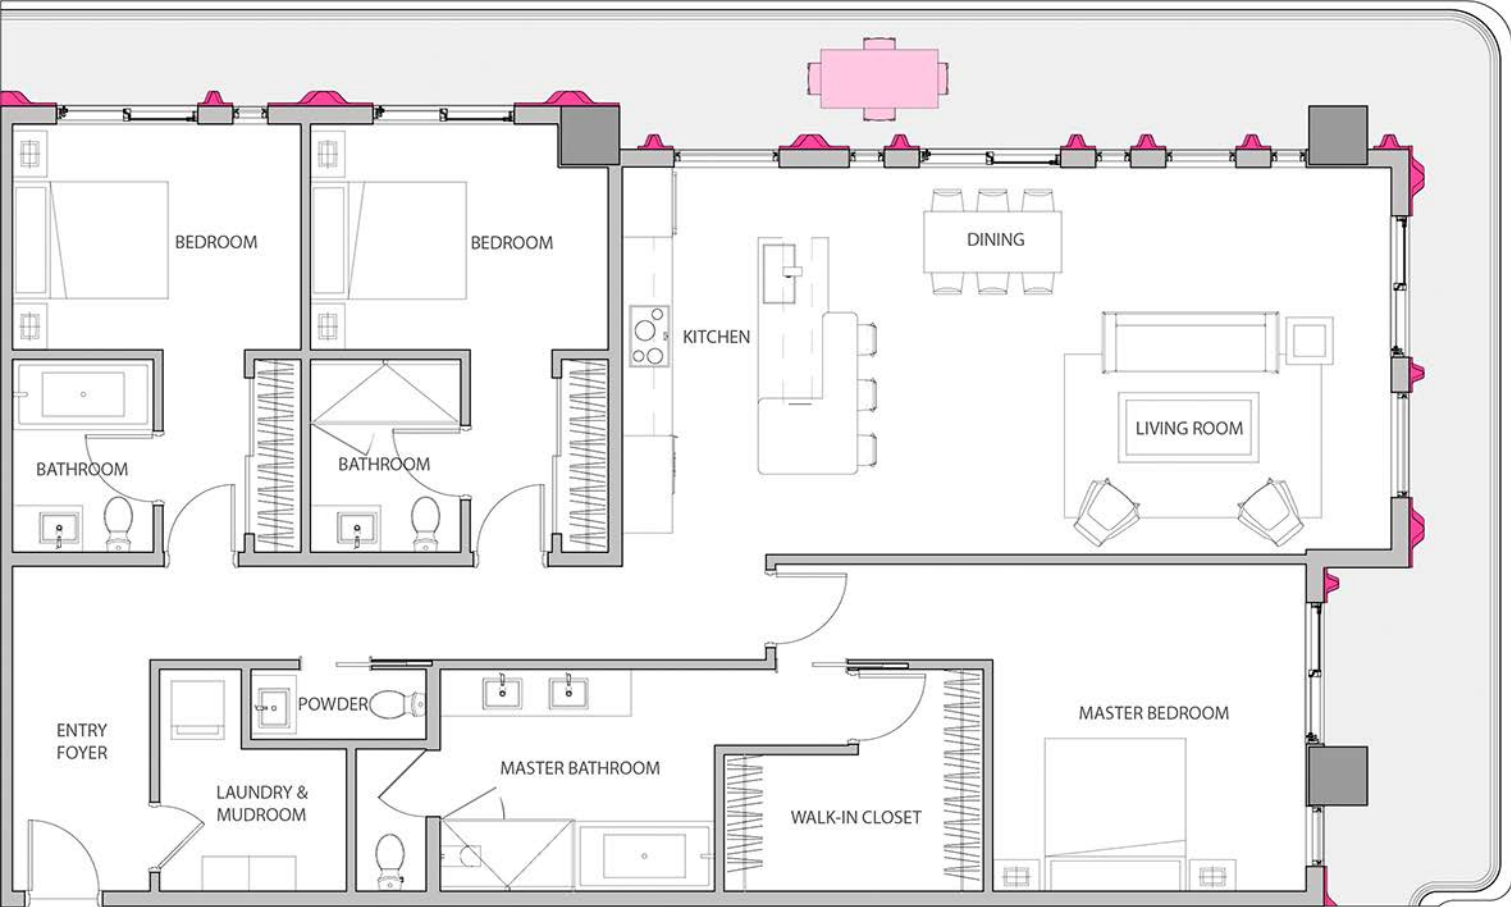 BEDROOM
BEDROOM
DINING
KITCHEN
LIVING ROOM
BATHROOM
BATHROOM
POWDER
ENTRY
FOYER
MASTER BEDROOM
MASTER BATHROOM
LAUNDRY &
MUDROOM
WALK-IN CLOSET